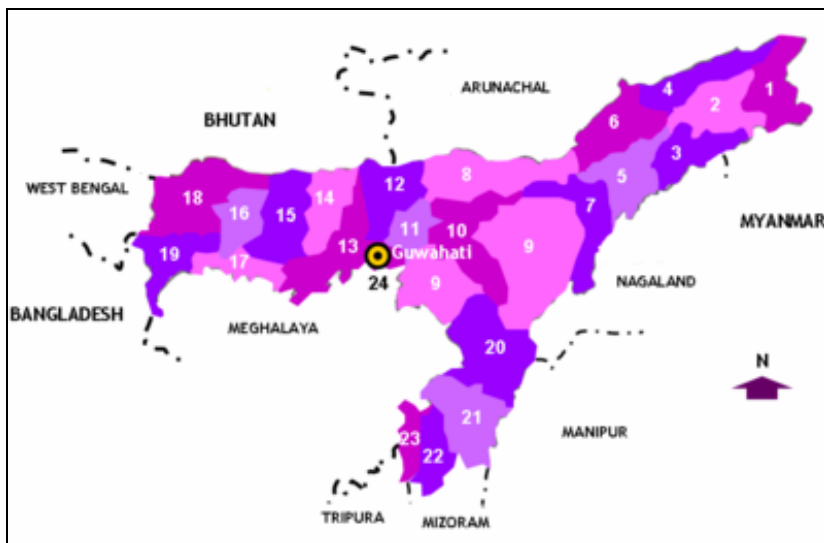 ARUNACHAL
BHUTAN
WEST BENGAL
MYANMAR
Guwahati
NAGALAND
BANGLADESH
MEGHALAYA
MANIPUR
TRIPURA
MIZORAM
N
1
2
3
4
5
6
7
8
9
9
10
11
12
13
14
15
16
17
18
19
20
21
22
23
24